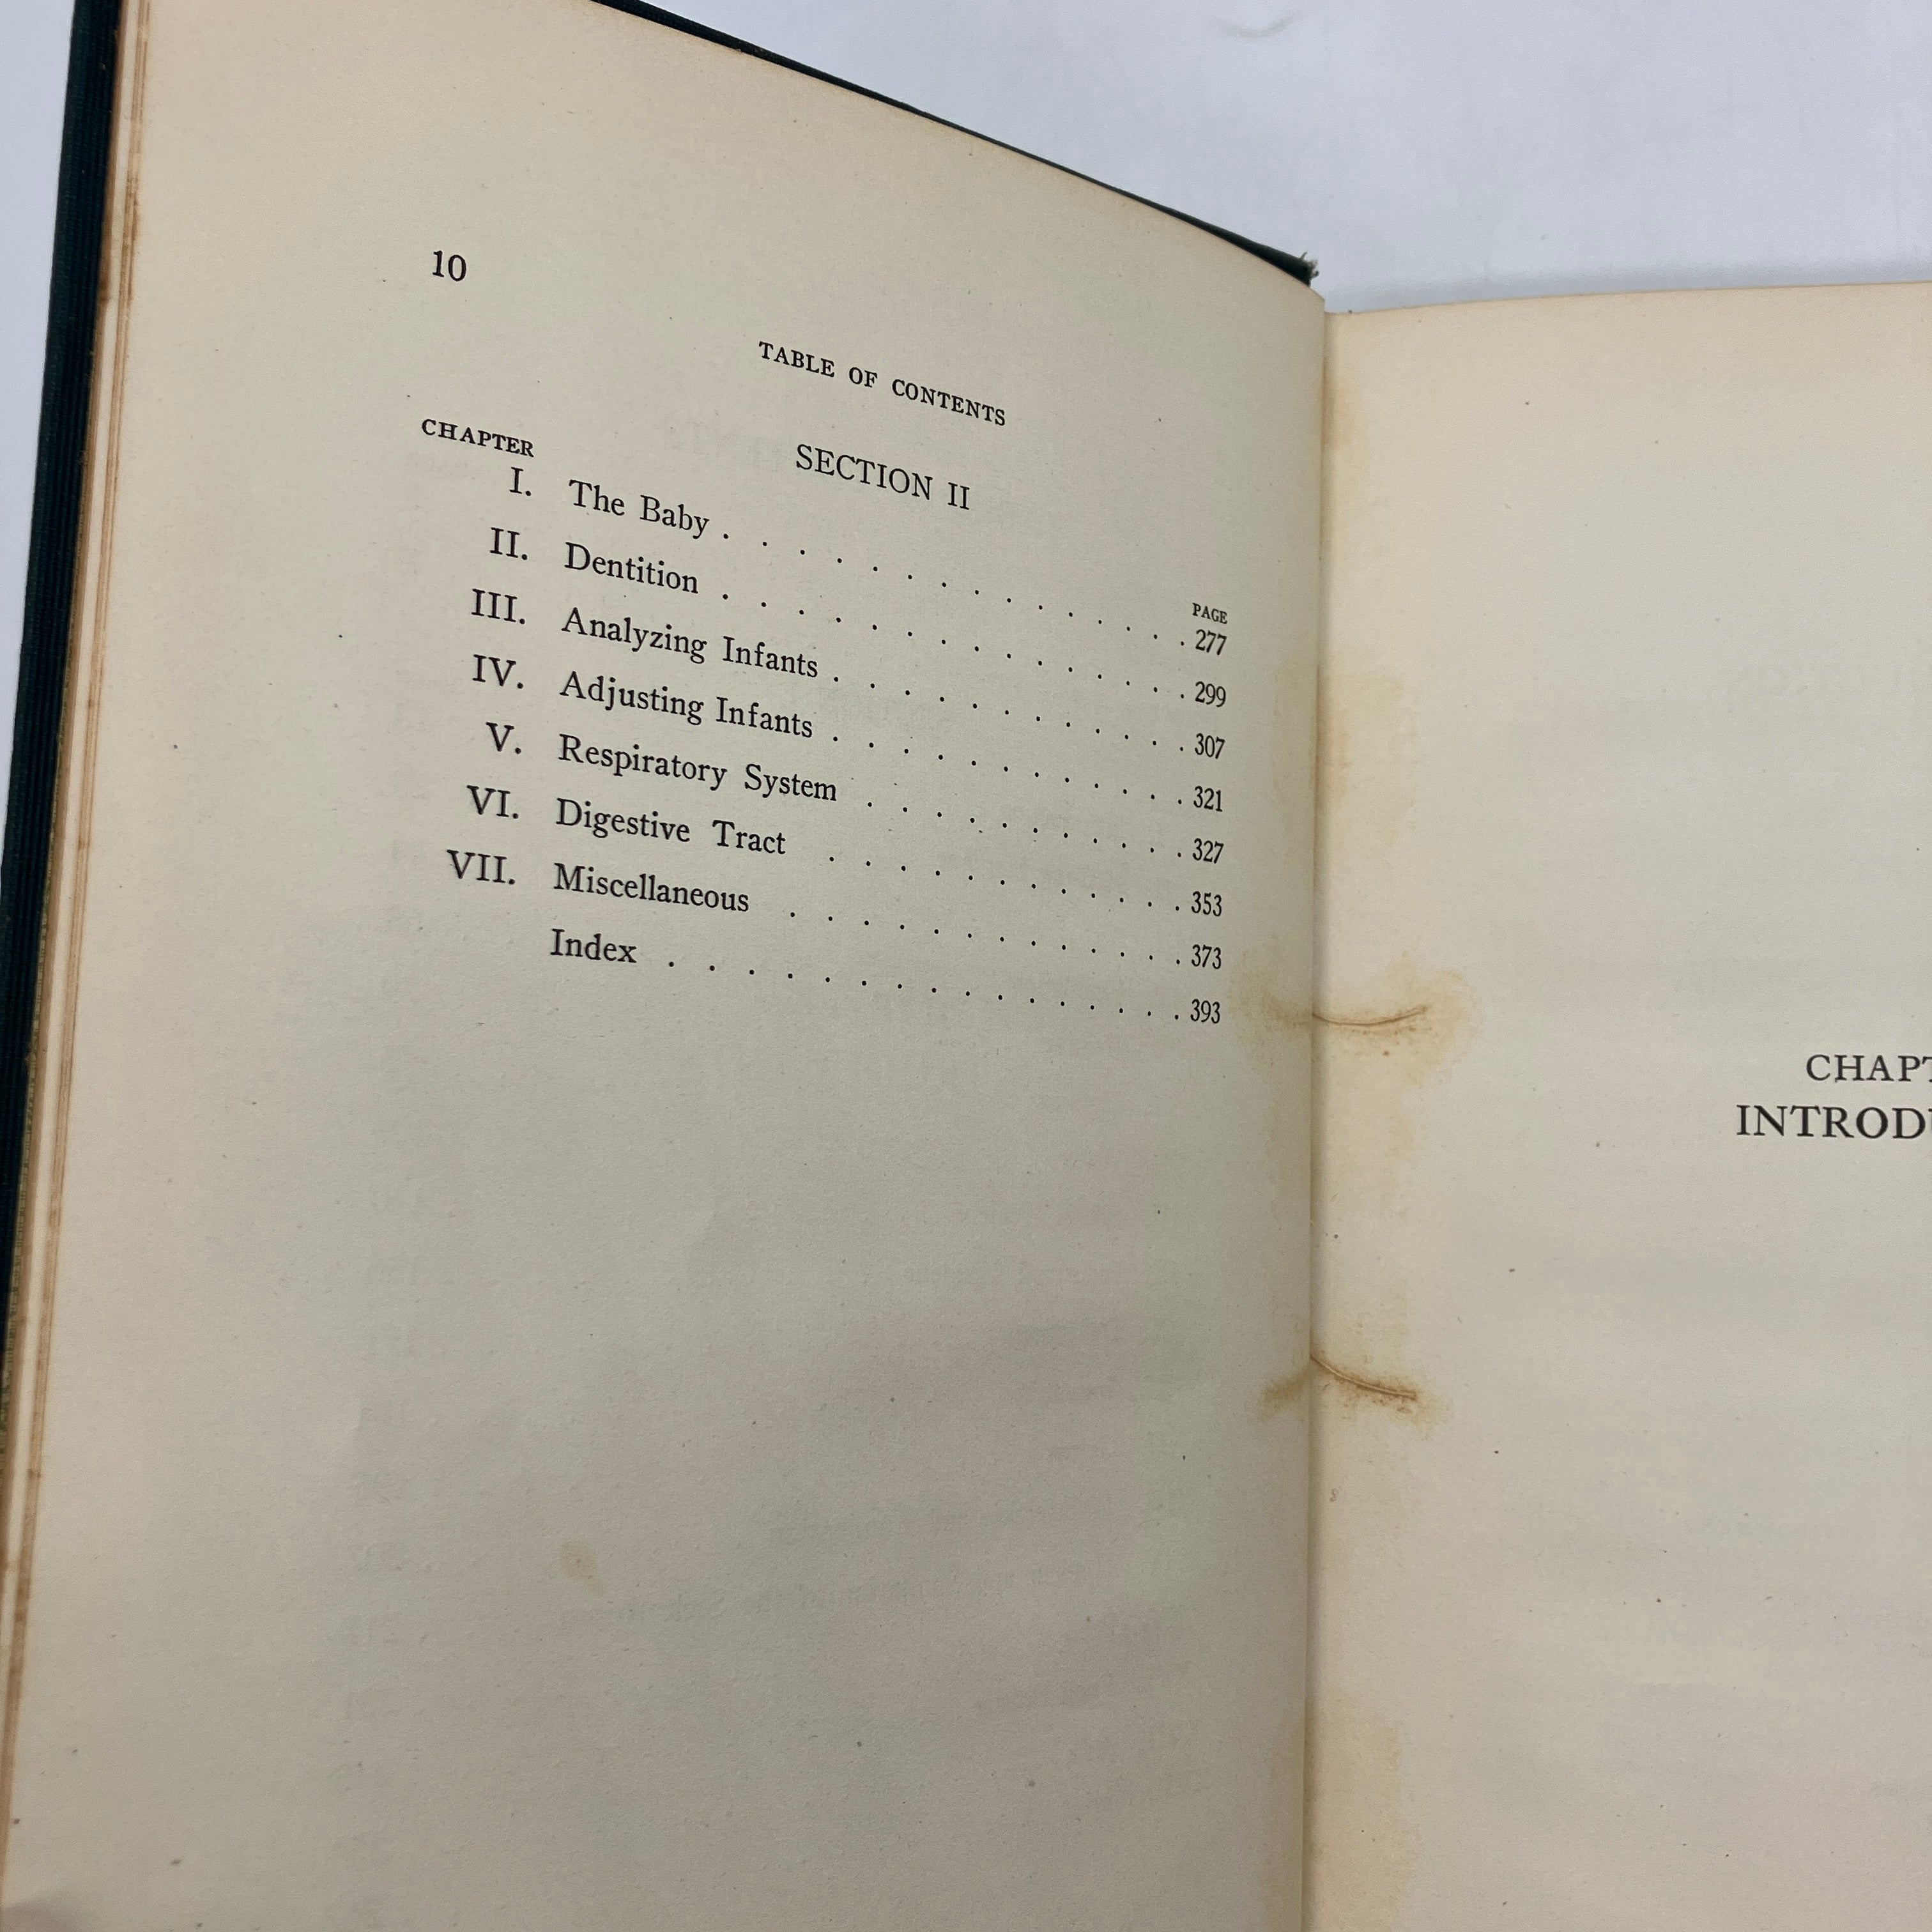 10
TABLE OF CONTENTS
SECTION II
CHAPTER PAGE
I. The Baby . . . . . . . . . . . . . 277
II. Dentition . . . . . . . . . . . . . 299
III. Analyzing Infants . . . . . . . . . . 307
IV. Adjusting Infants . . . . . . . . . . 321
V. Respiratory System . . . . . . . . . 327
VI. Digestive Tract . . . . . . . . . . 353
VII. Miscellaneous . . . . . . . . . . . 373
Index . . . . . . . . . . . . . . 393
CHAPT
INTRODU